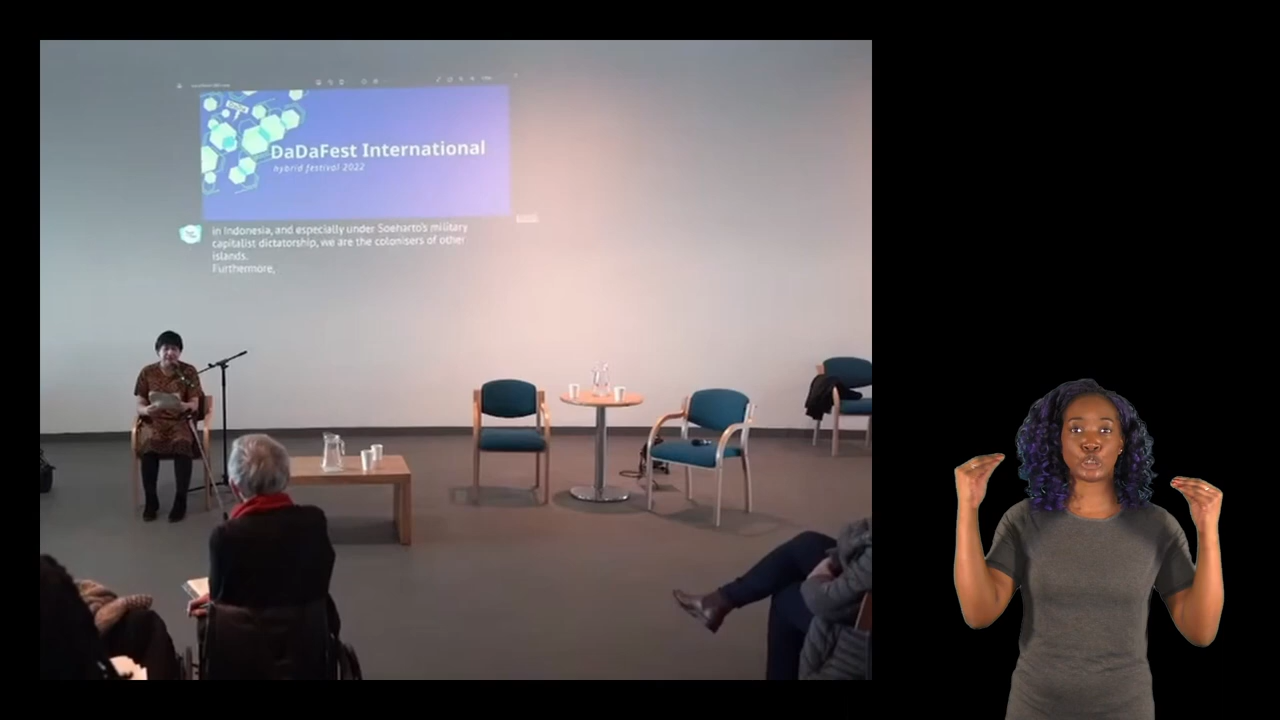 DaDa
DaDaFest International
hybrid festival 2022
in Indonesia, and especially under Soeharto's military
capitalist dictatorship, we are the colonisers of other
islands.
Furthermore,